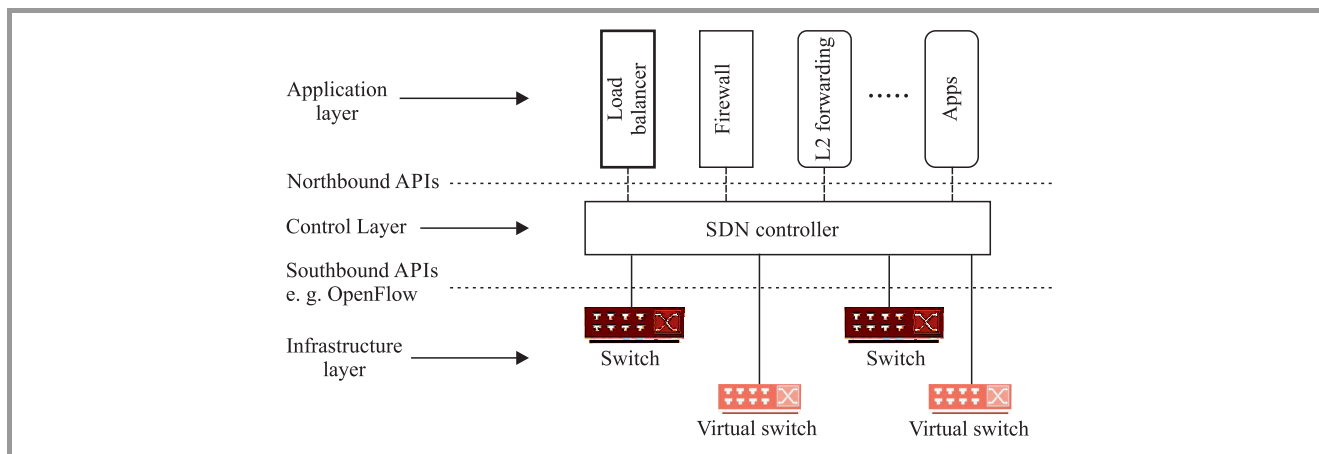 Application
layer
Load
balancer
Firewall
L2 forwarding
.....
Apps
Northbound APIs
Control Layer
SDN controller
Southbound APIs
e. g. OpenFlow
Infrastructure
layer
Switch
Switch
Virtual switch
Virtual switch